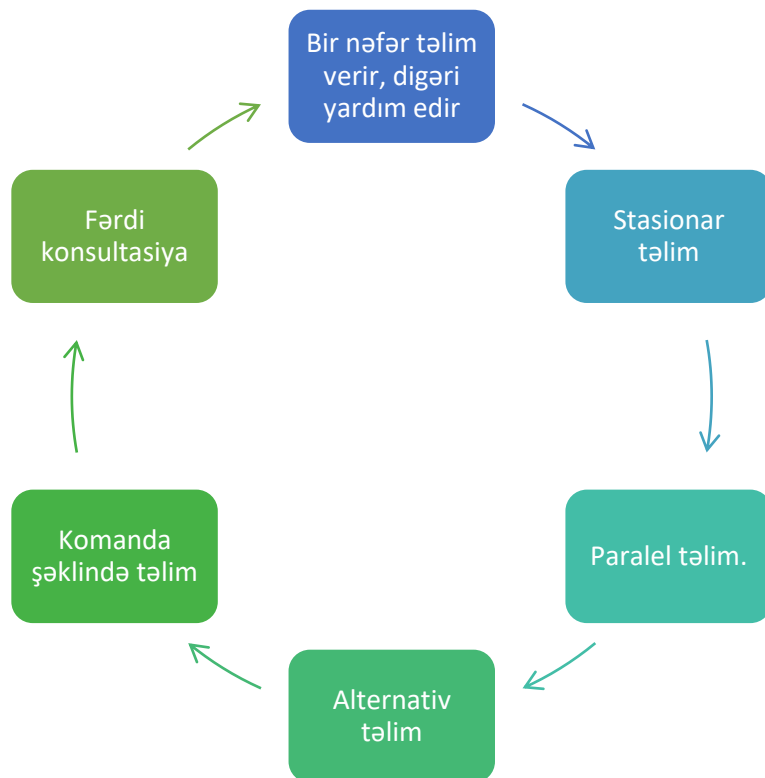 Bir nəfər təlim
verir, digəri
yardım edir
Stasionar
təlim
Paralel təlim.
Alternativ
təlim
Komanda
şəklində təlim
Fərdi
konsultasiya